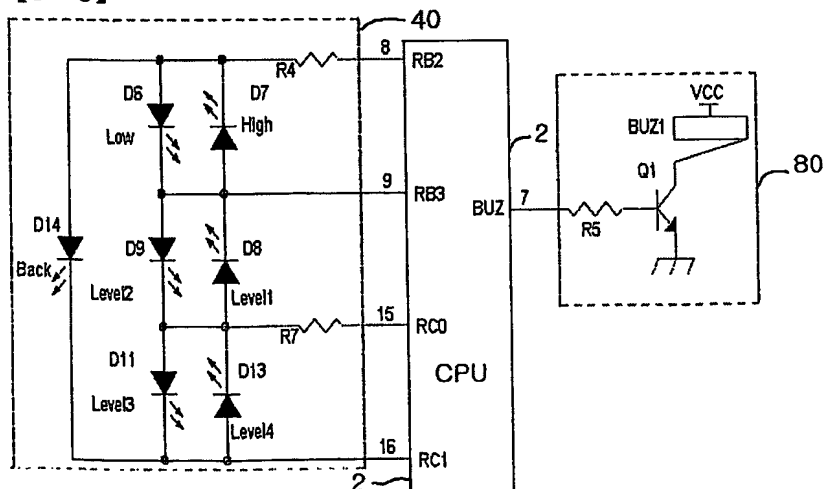 40
8
RB2
R4
D6
D7
Low
High
VCC
BUZ1
2
80
9
RB3
Q1
BUZ
7
R5
D14
D9
D8
Back
Level2
Level1
15
RC0
R7
CPU
D11
D13
Level3
Level4
16
RC1
2